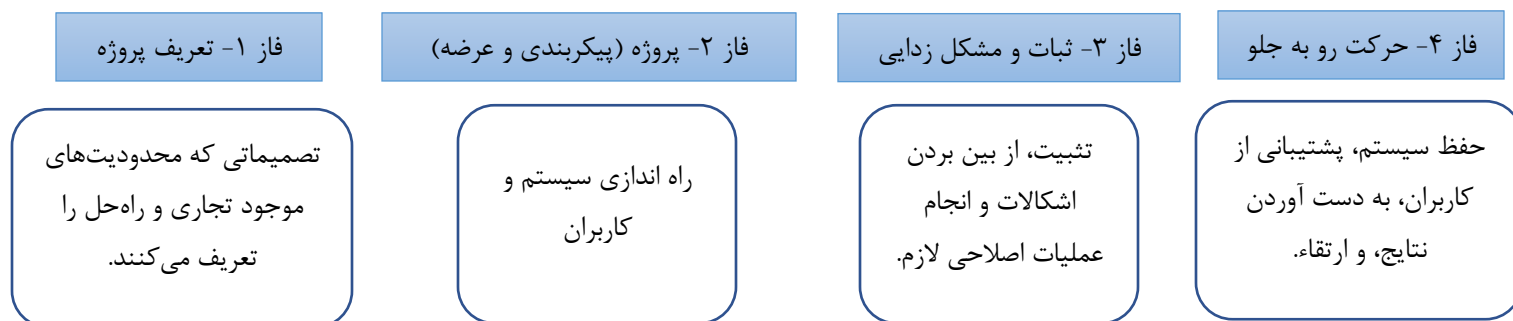 فاز ۱- تعریف پروژه
تصمیماتی که محدودیت‌های
موجود تجاری و راه‌حل را
تعریف می‌کنند.
فاز ۲- پروژه (پیکربندی و عرضه)
راه اندازی سیستم و
کاربران
فاز ۳- ثبات و مشکل زدایی
تثبیت، از بین بردن
اشکالات و انجام
عملیات اصلاحی لازم.
فاز ۴- حرکت رو به جلو
حفظ سیستم، پشتیبانی از
کاربران، به دست آوردن
نتایج، و ارتقاء.